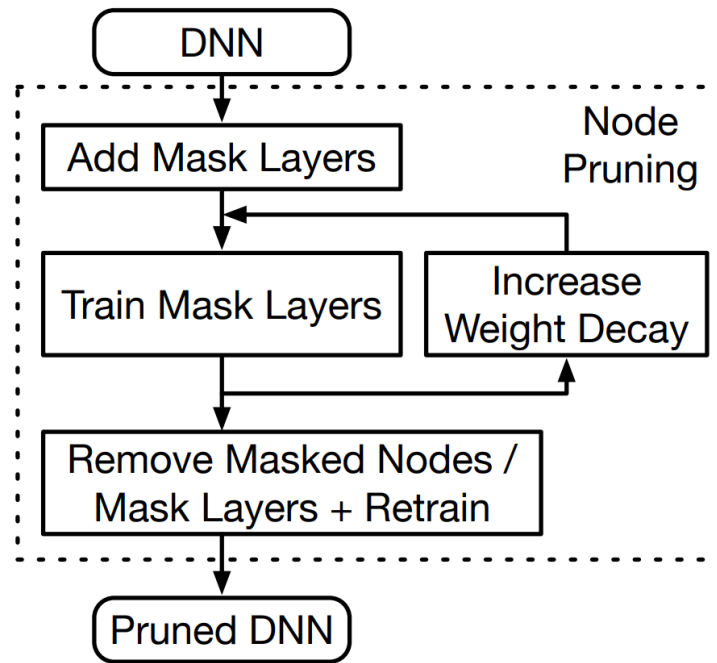 DNN
Node
Pruning
Add Mask Layers
Train Mask Layers
Increase
Weight Decay
Remove Masked Nodes /
Mask Layers + Retrain
Pruned DNN